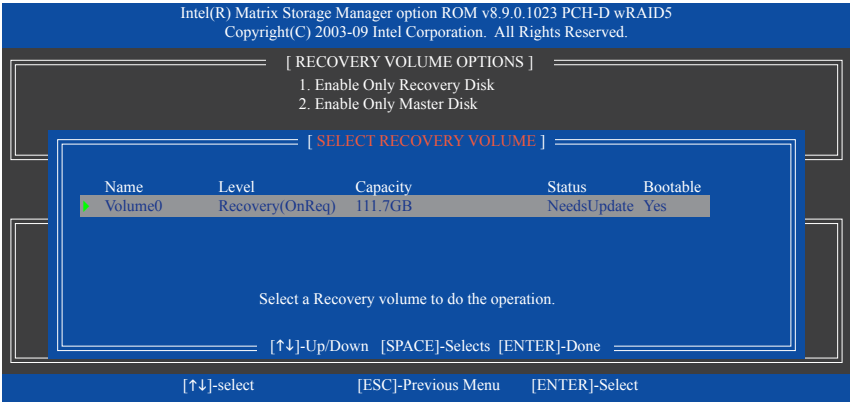 Intel(R) Matrix Storage Manager option ROM v8.9.0.1023 PCH-D wRAID5
Copyright(C) 2003-09 Intel Corporation. All Rights Reserved.
[ RECOVERY VOLUME OPTIONS ]
1. Enable Only Recovery Disk
2. Enable Only Master Disk
[ SELECT RECOVERY VOLUME ]
Name Level Capacity Status Bootable
Volume0 Recovery(OnReq) 111.7GB NeedsUpdate Yes
Select a Recovery volume to do the operation.
[↑↓]-Up/Down [SPACE]-Selects [ENTER]-Done
[↑↓]-select [ESC]-Previous Menu [ENTER]-Select